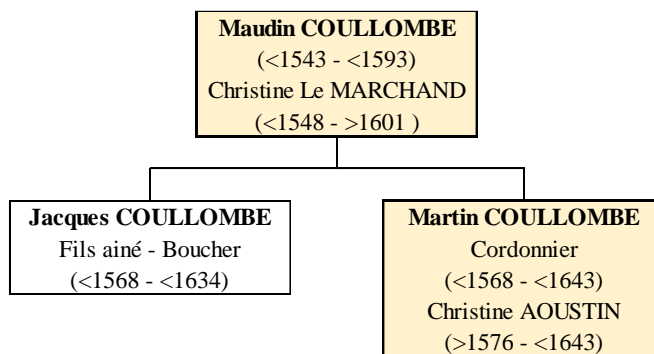 Maudin COULLOMBE
(<1543 - <1593)
Christine Le MARCHAND
(<1548 - >1601 )
Jacques COULLOMBE
Fils ainé - Boucher
(<1568 - <1634)
Martin COULLOMBE
Cordonnier
(<1568 - <1643)
Christine AOUSTIN
(>1576 - <1643)